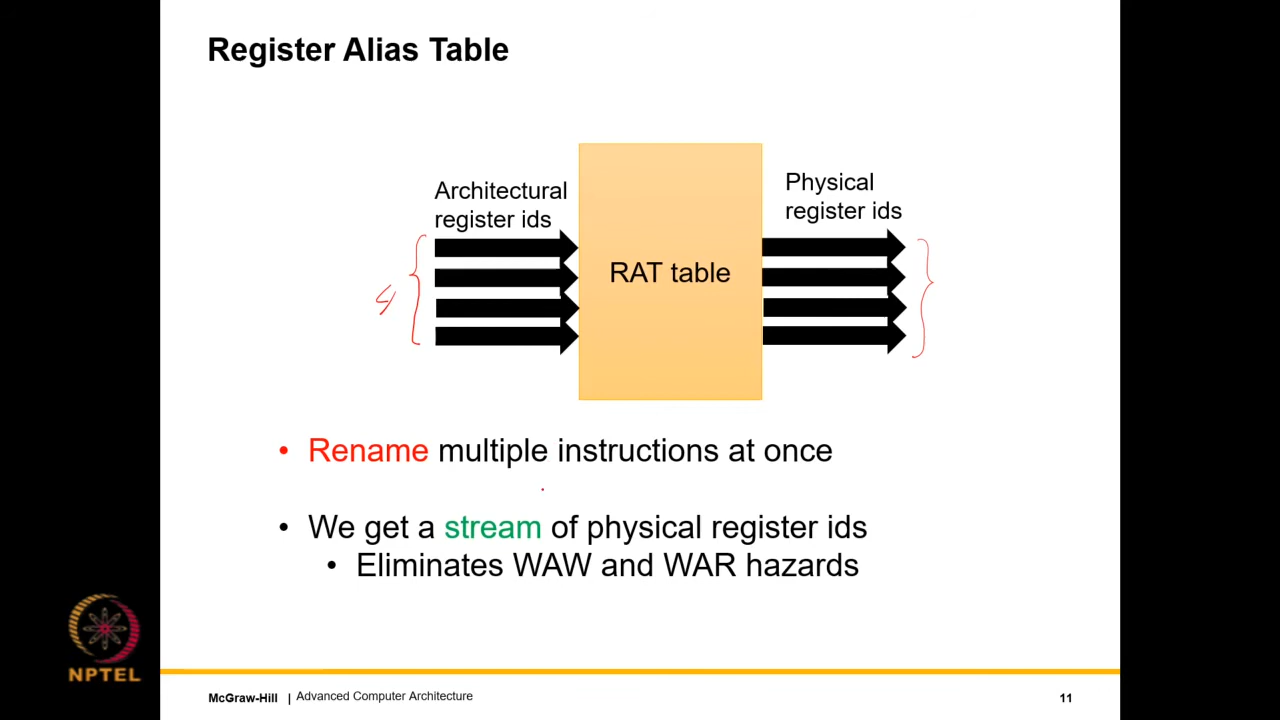 Register Alias Table
Architectural
register ids
Physical
register ids
RAT table
4
• Rename multiple instructions at once
• We get a stream of physical register ids
• Eliminates WAW and WAR hazards
NPTEL
McGraw-Hill | Advanced Computer Architecture
11